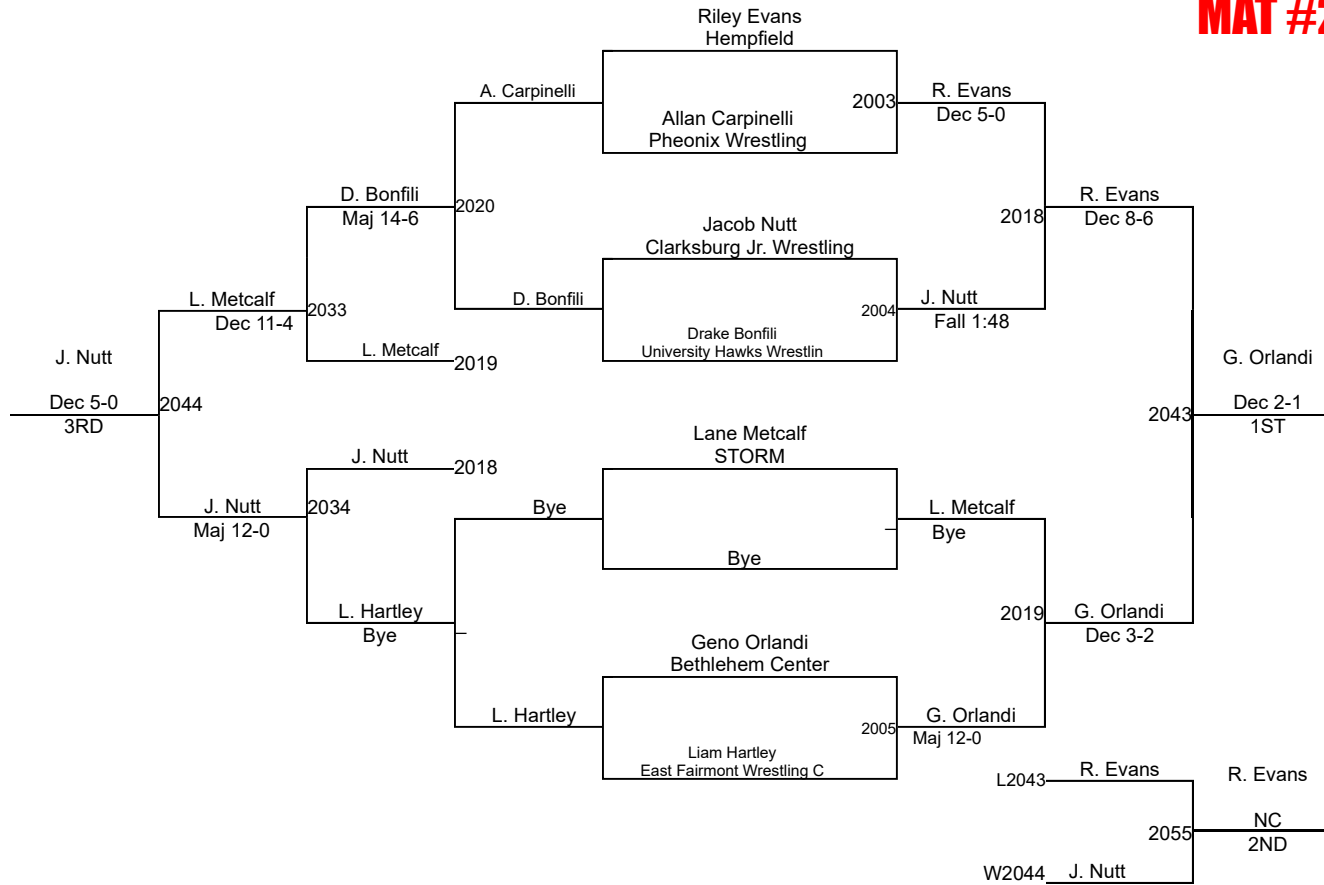 MAT #2
Riley Evans
Hempfield
A. Carpinelli
2003
R. Evans
Dec 5-0
Allan Carpinelli
Pheonix Wrestling
D. Bonfili
Maj 14-6
2020
2018
R. Evans
Dec 8-6
Jacob Nutt
Clarksburg Jr. Wrestling
L. Metcalf
Dec 11-4
2033
D. Bonfili
2004
J. Nutt
Fall 1:48
Drake Bonfili
University Hawks Wrestlin
L. Metcalf
2019
J. Nutt
Dec 5-0
3RD
2044
G. Orlandi
Dec 2-1
1ST
2043
Lane Metcalf
STORM
J. Nutt
2018
J. Nutt
Maj 12-0
2034
Bye
L. Metcalf
Bye
Bye
L. Hartley
Bye
2019
G. Orlandi
Dec 3-2
Geno Orlandi
Bethlehem Center
L. Hartley
2005
G. Orlandi
Maj 12-0
Liam Hartley
East Fairmont Wrestling C
L2043
R. Evans
R. Evans
2055
NC
2ND
W2044
J. Nutt